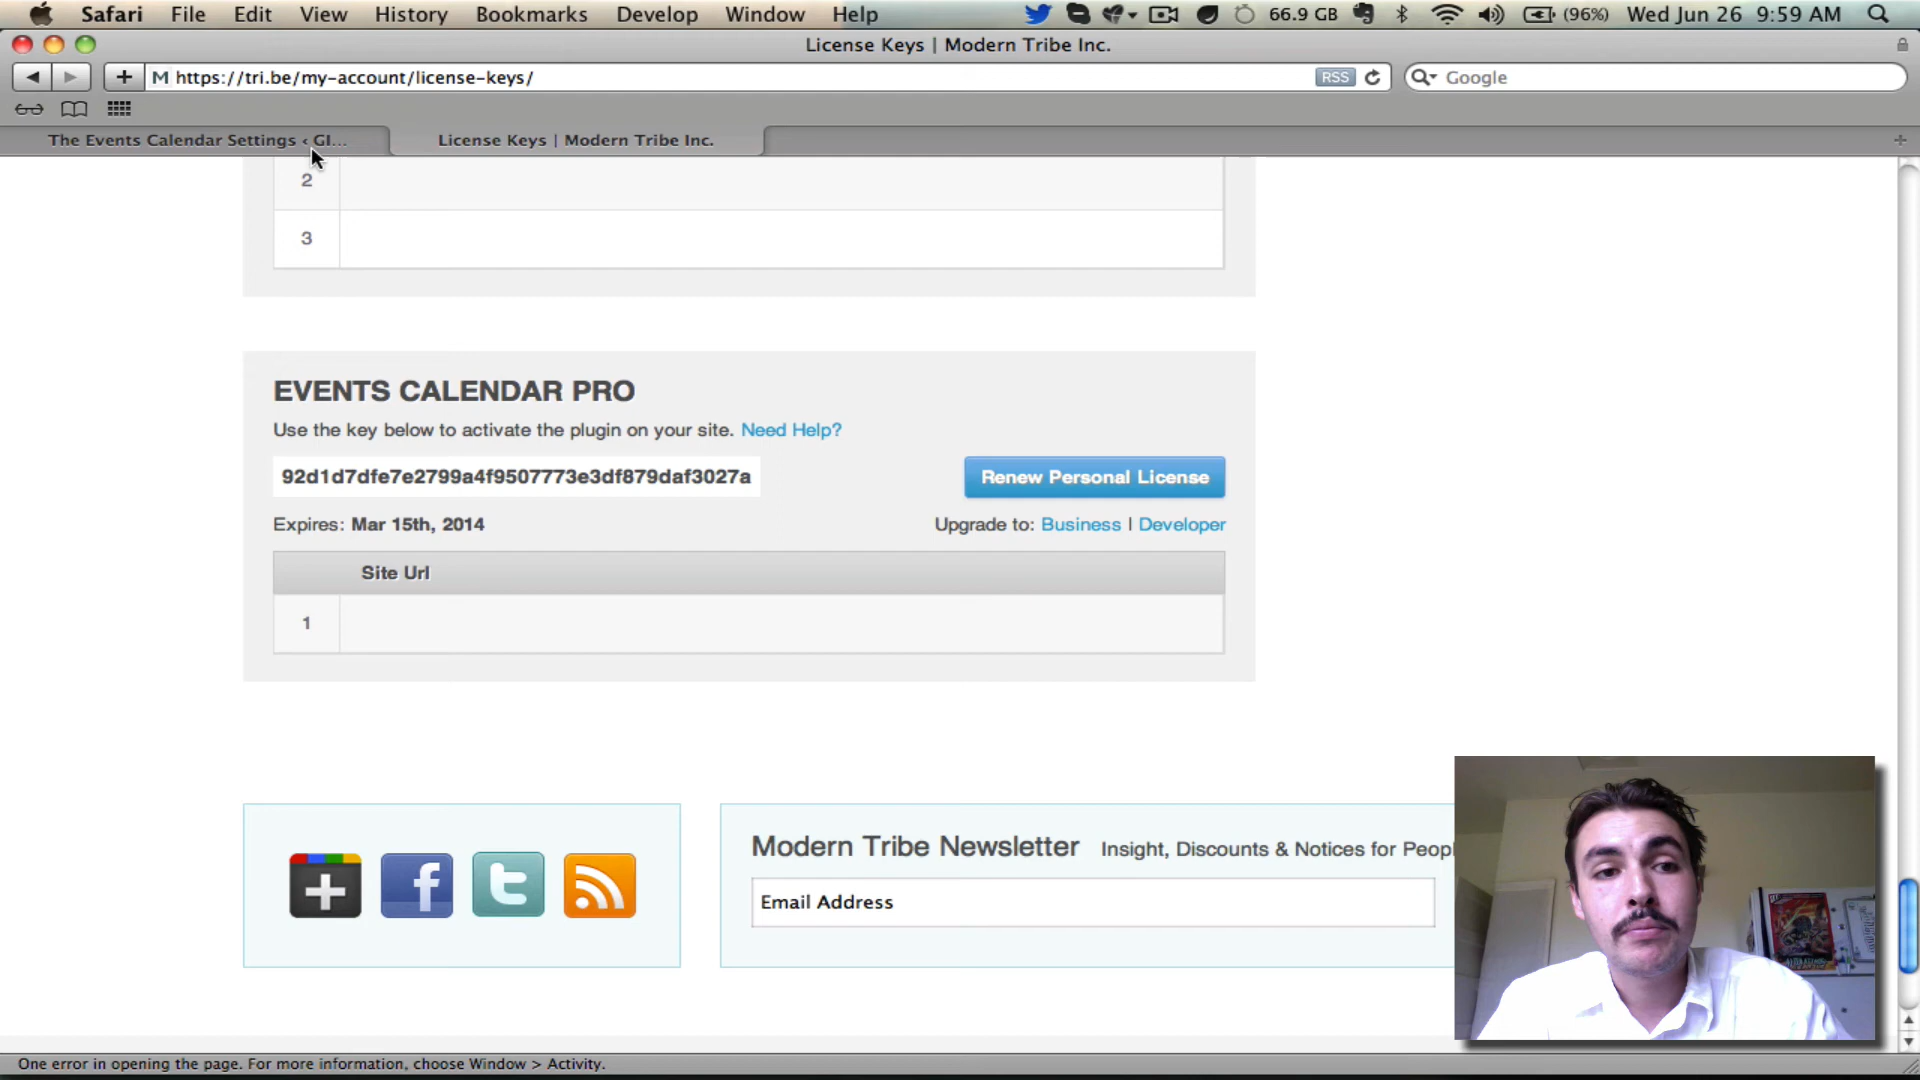 Safari File Edit View History Bookmarks Develop Window Help 66.9 GB (96%) Wed Jun 26 9:59 AM
License Keys | Modern Tribe Inc.
M https://tri.be/my-account/license-keys/ RSS Google
The Events Calendar Settings ‹ Gl... License Keys | Modern Tribe Inc.
2
3
EVENTS CALENDAR PRO
Use the key below to activate the plugin on your site. Need Help?
92d1d7dfe7e2799a4f9507773e3df879daf3027a Renew Personal License
Expires: Mar 15th, 2014 Upgrade to: Business | Developer
Site Url
1
Modern Tribe Newsletter Insight, Discounts & Notices for Peopl
Email Address
One error in opening the page. For more information, choose Window > Activity.